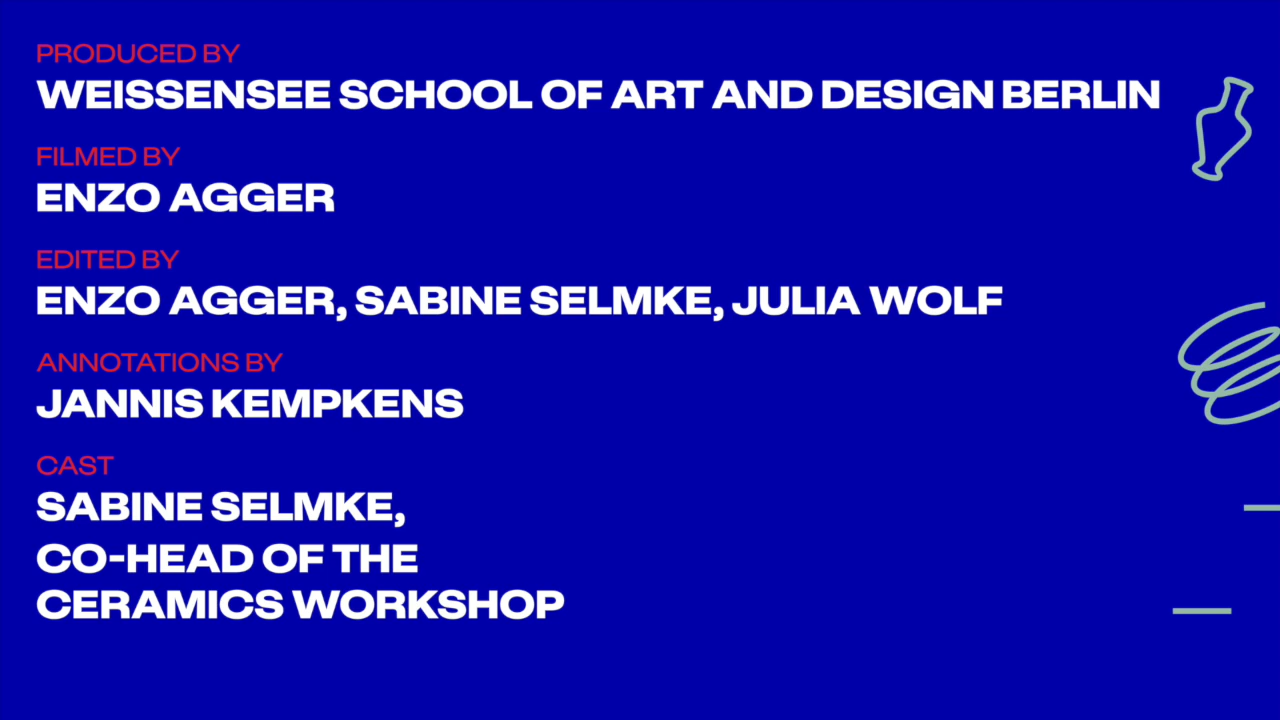 PRODUCED BY
WEISSENSEE SCHOOL OF ART AND DESIGN BERLIN
FILMED BY
ENZO AGGER
EDITED BY
ENZO AGGER, SABINE SELMKE, JULIA WOLF
ANNOTATIONS BY
JANNIS KEMPKENS
CAST
SABINE SELMKE,
CO-HEAD OF THE
CERAMICS WORKSHOP